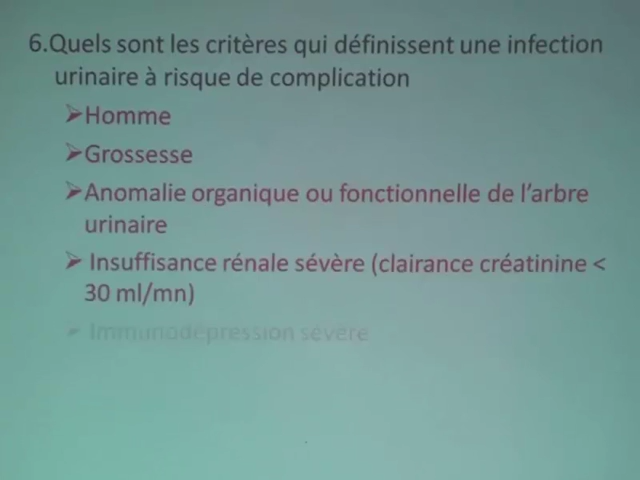 6.Quels sont les critères qui définissent une infection
urinaire à risque de complication
➢Homme
➢Grossesse
➢Anomalie organique ou fonctionnelle de l'arbre
urinaire
➢ Insuffisance rénale sévère (clairance créatinine <
30 ml/mn)
➢ Immunodépression sévère